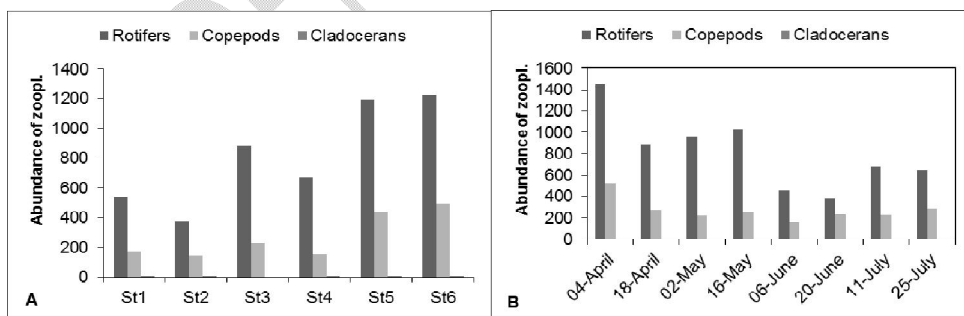 Rotifers Copepods Cladocerans
Abundance of zoopl.
1400
1200
1000
800
600
400
200
0
St1 St2 St3 St4 St5 St6
A
Rotifers Copepods Cladocerans
Abundance of zoopl.
1600
1400
1200
1000
800
600
400
200
0
04-April 18-April 02-May 16-May 06-June 20-June 11-July 25-July
B